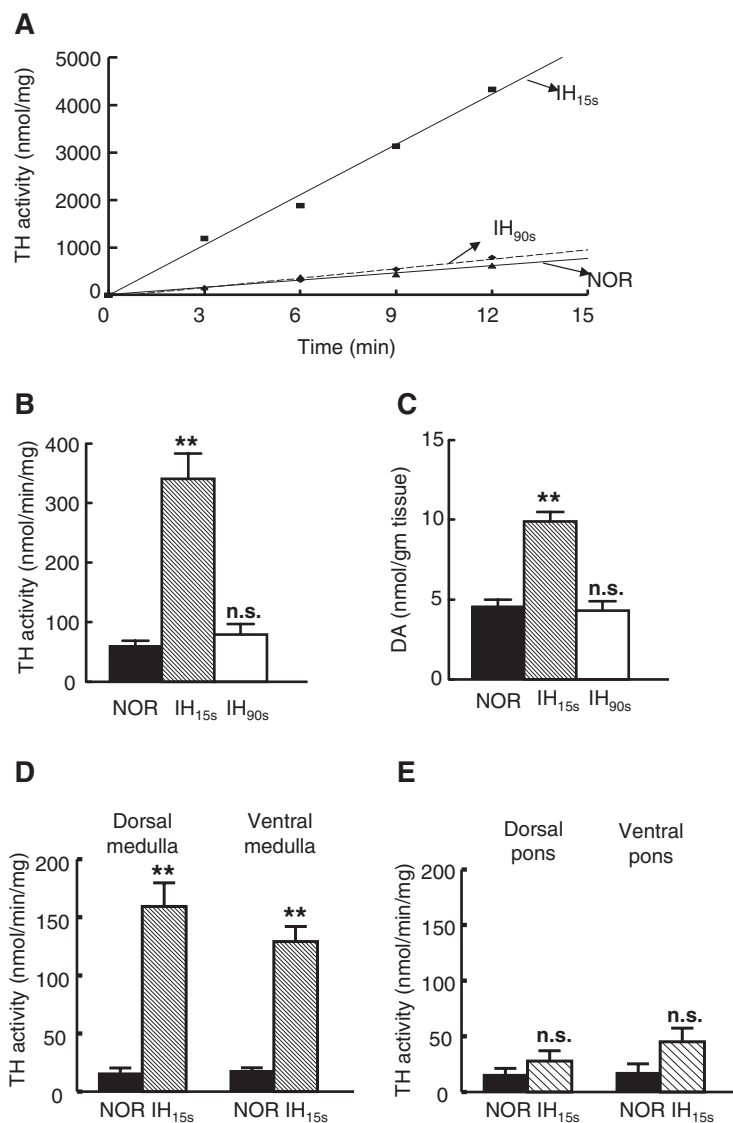 A
TH activity (nmol/mg)
5000
4000
3000
2000
1000
0
0 3 6 9 12 15
Time (min)
IH15s
IH90s
NOR
B
TH activity (nmol/min/mg)
400
300
200
100
0
**
n.s.
NOR IH15s IH90s
C
DA (nmol/gm tissue)
15
10
5
0
**
n.s.
NOR IH15s IH90s
D
Dorsal medulla
Ventral medulla
TH activity (nmol/min/mg)
200
150
100
50
0
**
**
NOR IH15s NOR IH15s
E
Dorsal pons
Ventral pons
TH activity (nmol/min/mg)
200
150
100
50
0
n.s.
n.s.
NOR IH15s NOR IH15s